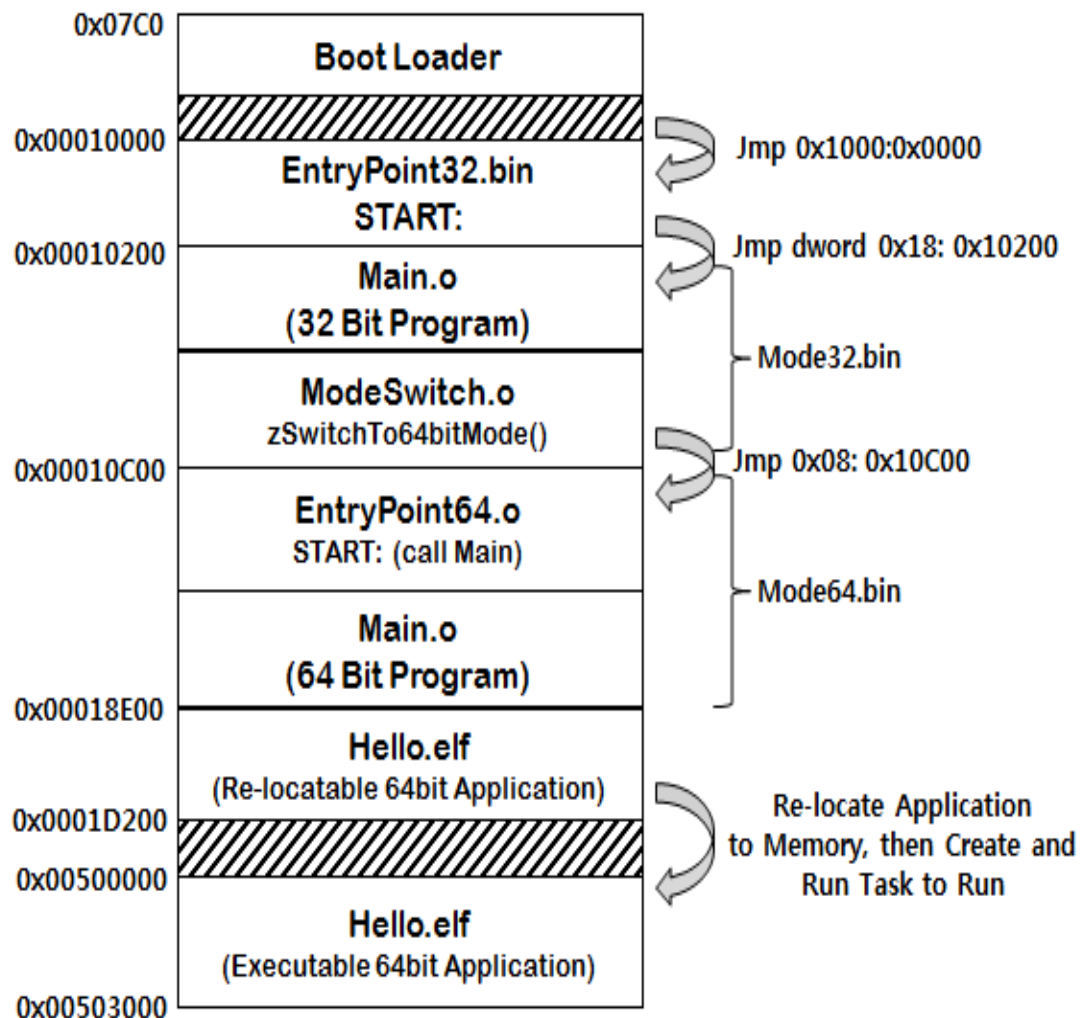 0x07C0
Boot Loader
0x00010000
Jmp 0x1000:0x0000
EntryPoint32.bin
START:
0x00010200
Jmp dword 0x18: 0x10200
Main.o
(32 Bit Program)
Mode32.bin
ModeSwitch.o
zSwitchTo64bitMode()
0x00010C00
Jmp 0x08: 0x10C00
EntryPoint64.o
START: (call Main)
Mode64.bin
Main.o
(64 Bit Program)
0x00018E00
Hello.elf
(Re-locatable 64bit Application)
0x0001D200
Re-locate Application
to Memory, then Create and
Run Task to Run
0x00500000
Hello.elf
(Executable 64bit Application)
0x00503000